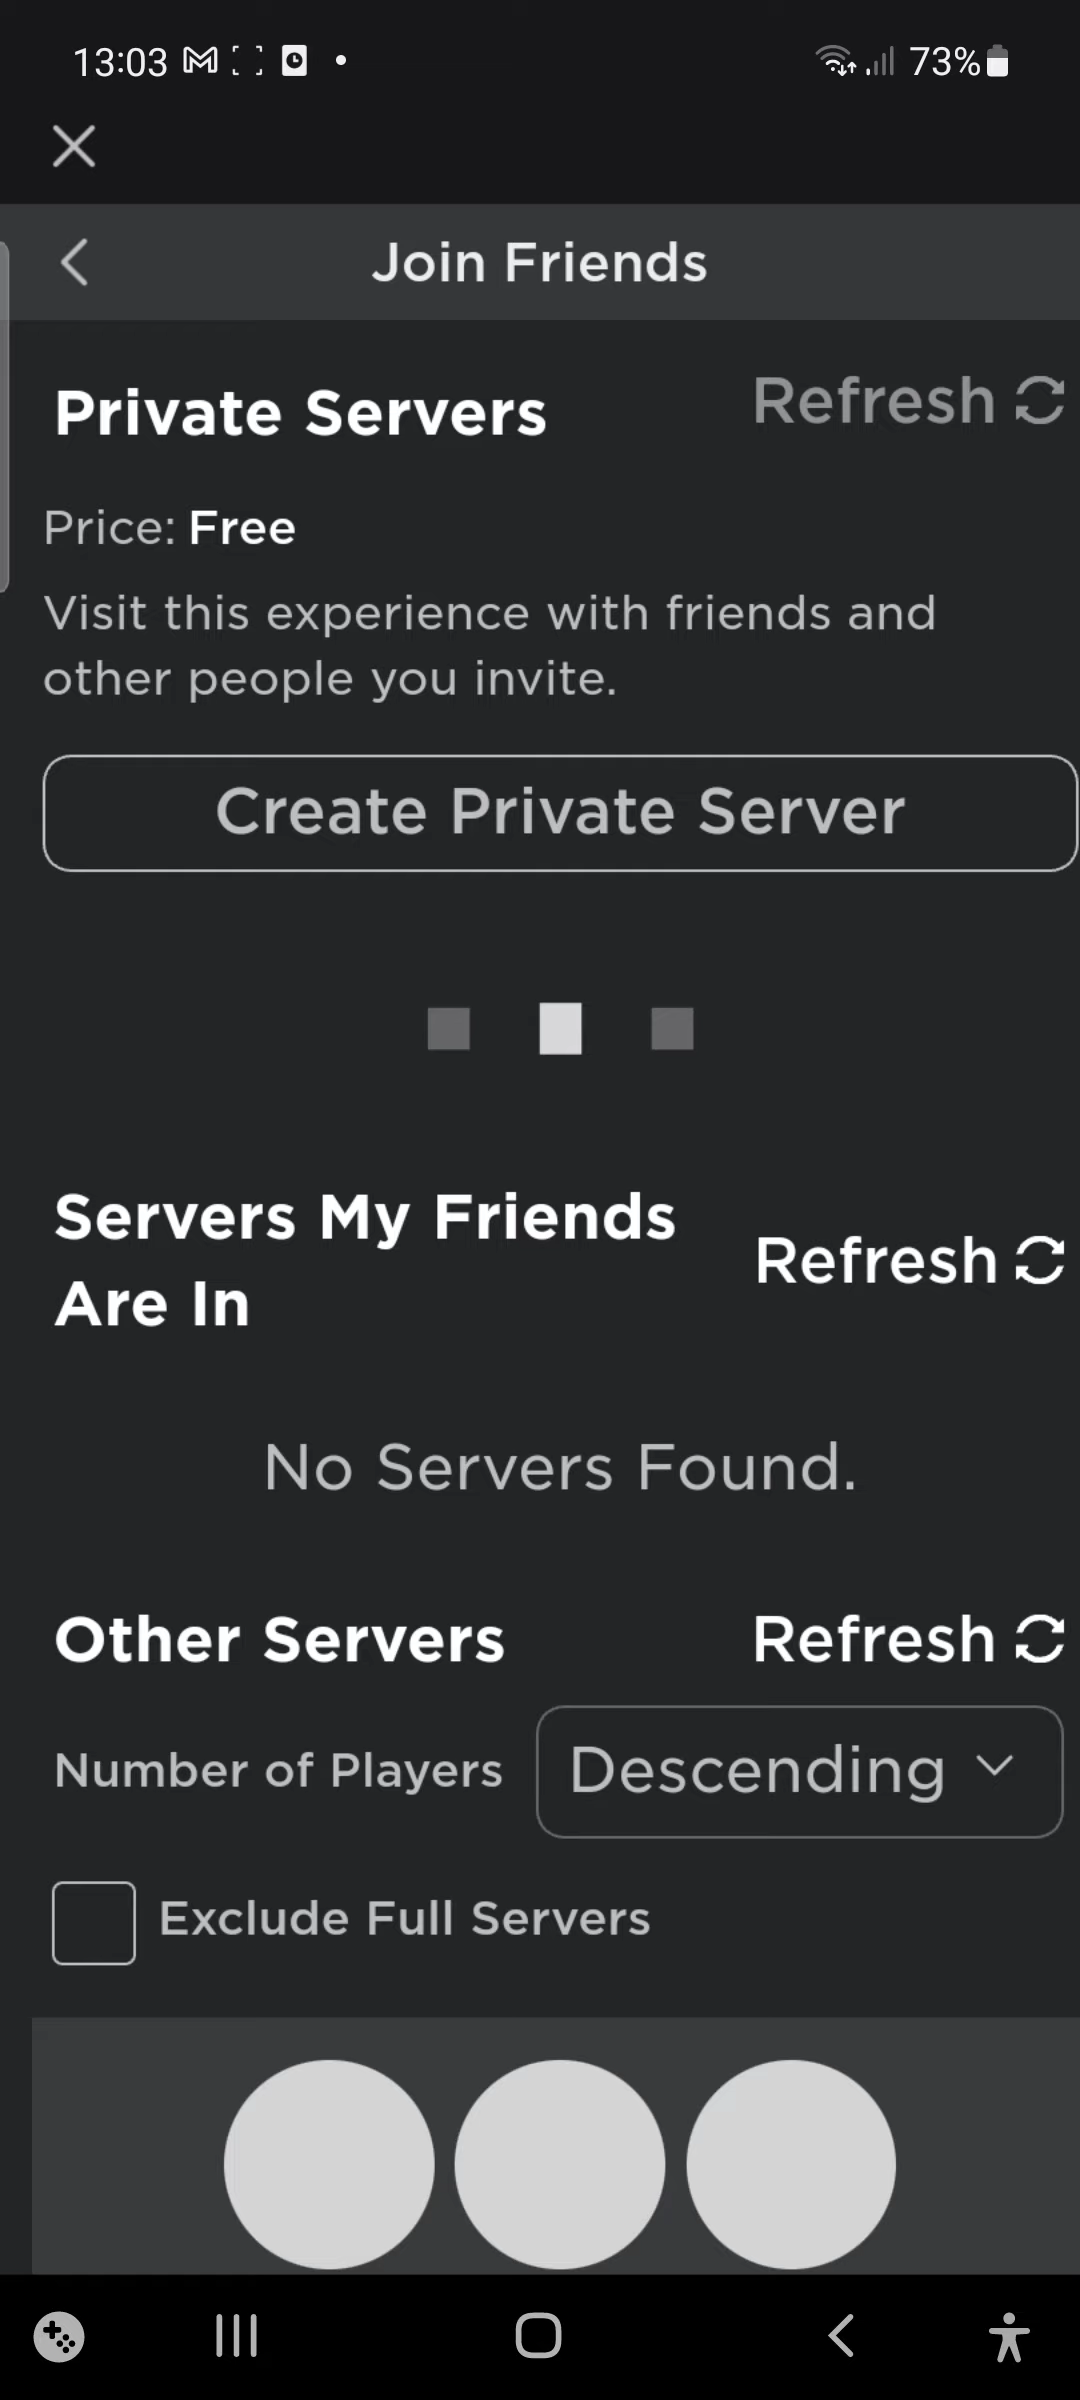 13:03
73%
Join Friends
Private Servers
Refresh
Price: Free
Visit this experience with friends and
other people you invite.
Create Private Server
Servers My Friends
Are In
Refresh
No Servers Found.
Other Servers
Refresh
Number of Players
Descending
Exclude Full Servers